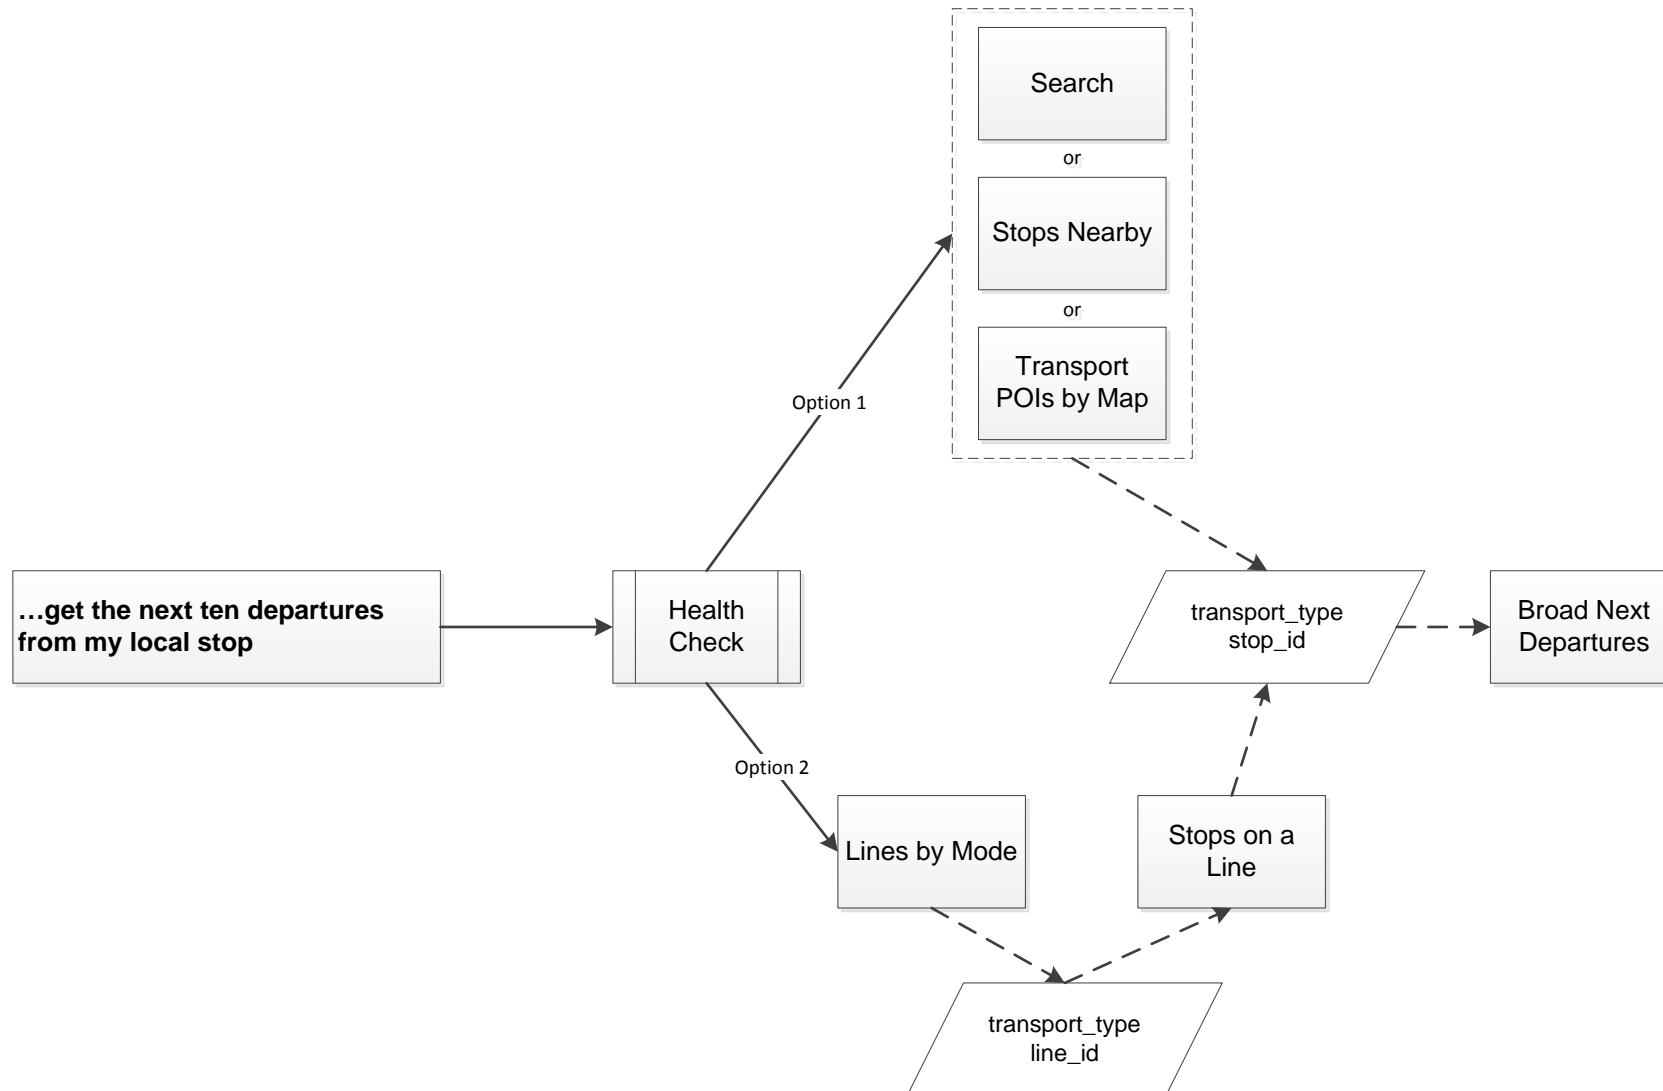 Search
or
Stops Nearby
or
Transport
POIs by Map
Option 1
…get the next ten departures
from my local stop
Health
Check
transport_type
stop_id
Broad Next
Departures
Option 2
Lines by Mode
Stops on a
Line
transport_type
line_id